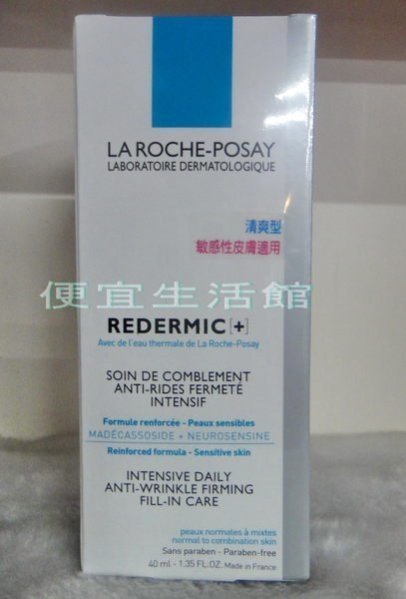 LA ROCHE-POSAY
LABORATOIRE DERMATOLOGIQUE
清爽型
敏感性皮膚適用
便宜生活館
REDERMIC [+]
Avec de l'eau thermale de La Roche-Posay
SOIN DE COMBLEMENT
ANTI-RIDES FERMETÉ
INTENSIF
Formule renforcée - Peaux sensibles
MADÉCASSOSIDE + NEUROSENSINE
Reinforced formula - Sensitive skin
INTENSIVE DAILY
ANTI-WRINKLE FIRMING
FILL-IN CARE
peaux normales à mixtes
normal to combination skin
Sans paraben - Paraben-free
40 ml - 1.35 FL.OZ. Made in France